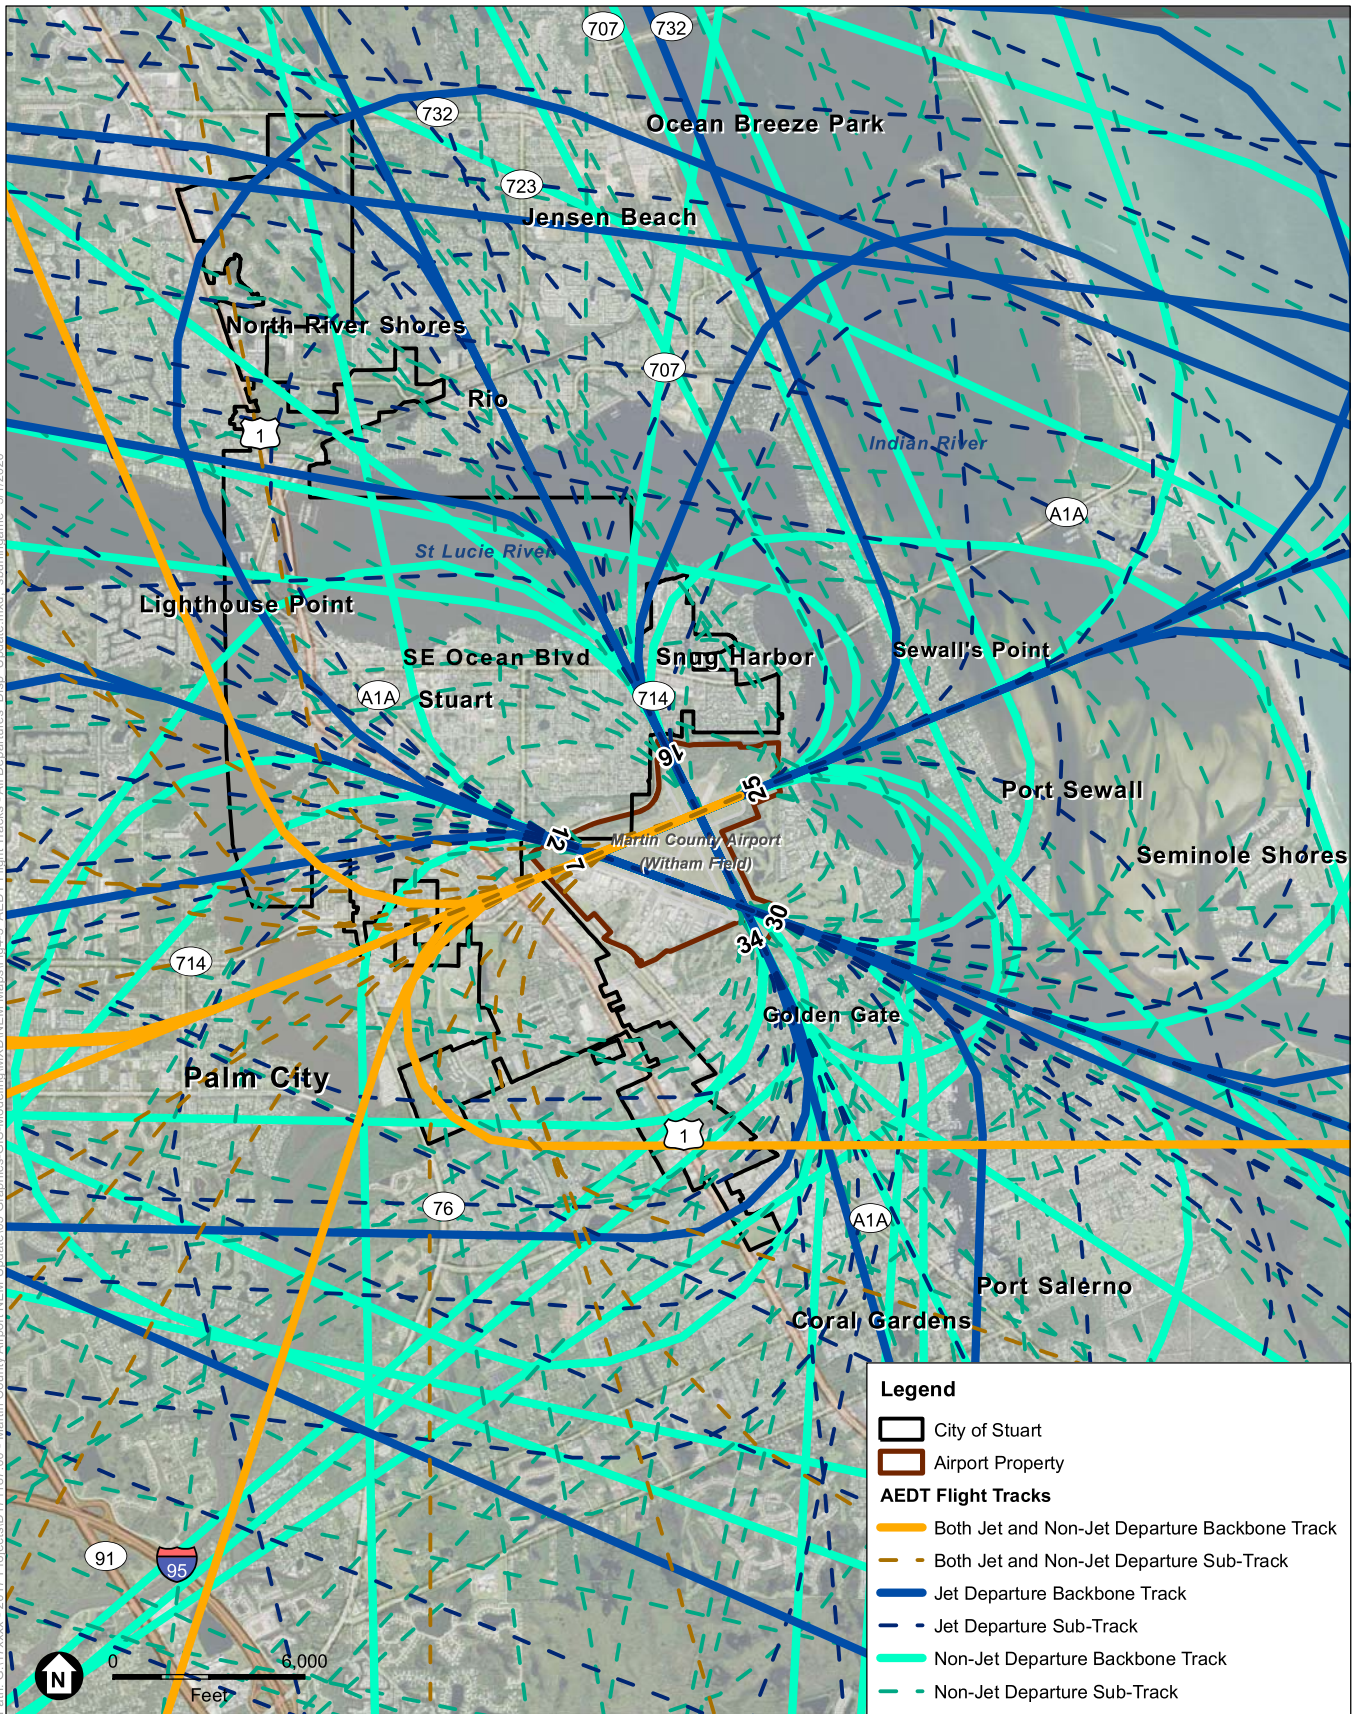 707
732
732
Ocean Breeze Park
723
Jensen Beach
North River Shores
707
Rio
1
Indian River
A1A
St Lucie River
Lighthouse Point
SE Ocean Blvd
Snug Harbor
Sewall's Point
A1A
Stuart
714
16
25
Port Sewall
12
Martin County Airport
(Witham Field)
7
Seminole Shores
30
34
714
Golden Gate
Palm City
1
76
A1A
Port Salerno
Coral Gardens
91
95
N
0
6,000
Feet
Legend
City of Stuart
Airport Property
AEDT Flight Tracks
Both Jet and Non-Jet Departure Backbone Track
Both Jet and Non-Jet Departure Sub-Track
Jet Departure Backbone Track
Jet Departure Sub-Track
Non-Jet Departure Backbone Track
Non-Jet Departure Sub-Track